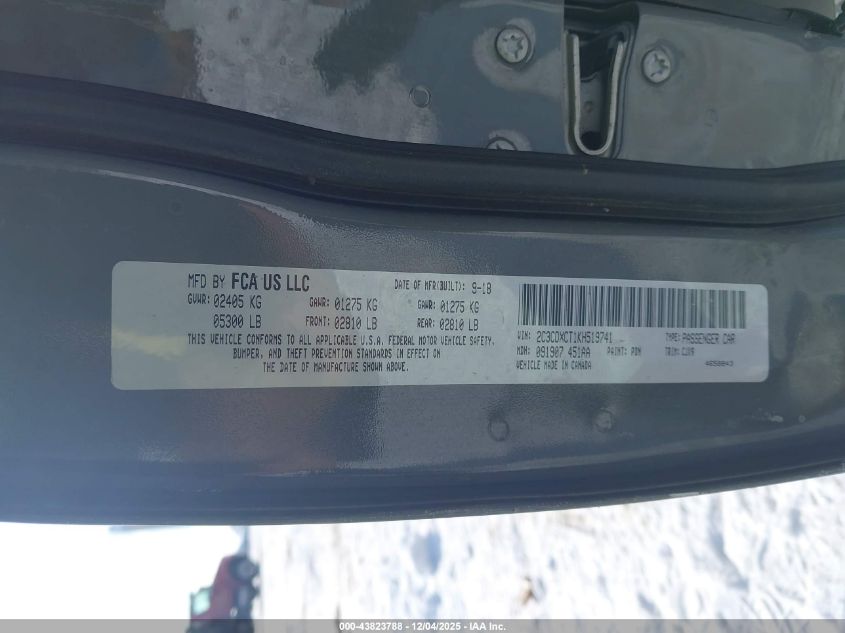 MFD BY FCA US LLC DATE OF MFR(BUILT): 9-18
GVWR: 02405 KG GAWR: 01275 KG GAWR: 01275 KG
05300 LB FRONT: 02810 LB REAR: 02810 LB
THIS VEHICLE CONFORMS TO ALL APPLICABLE U.S.A. FEDERAL MOTOR VEHICLE SAFETY,
BUMPER, AND THEFT PREVENTION STANDARDS IN EFFECT ON
THE DATE OF MANUFACTURE SHOWN ABOVE.
VIN: 2C3CDXCT1KH519741 TYPE: PASSENGER CAR
MDH: 091907 451AA PAINT: PDN TRIM:
VEHICLE MADE IN CANADA
000-43823788 - 12/04/2025 - IAA Inc.